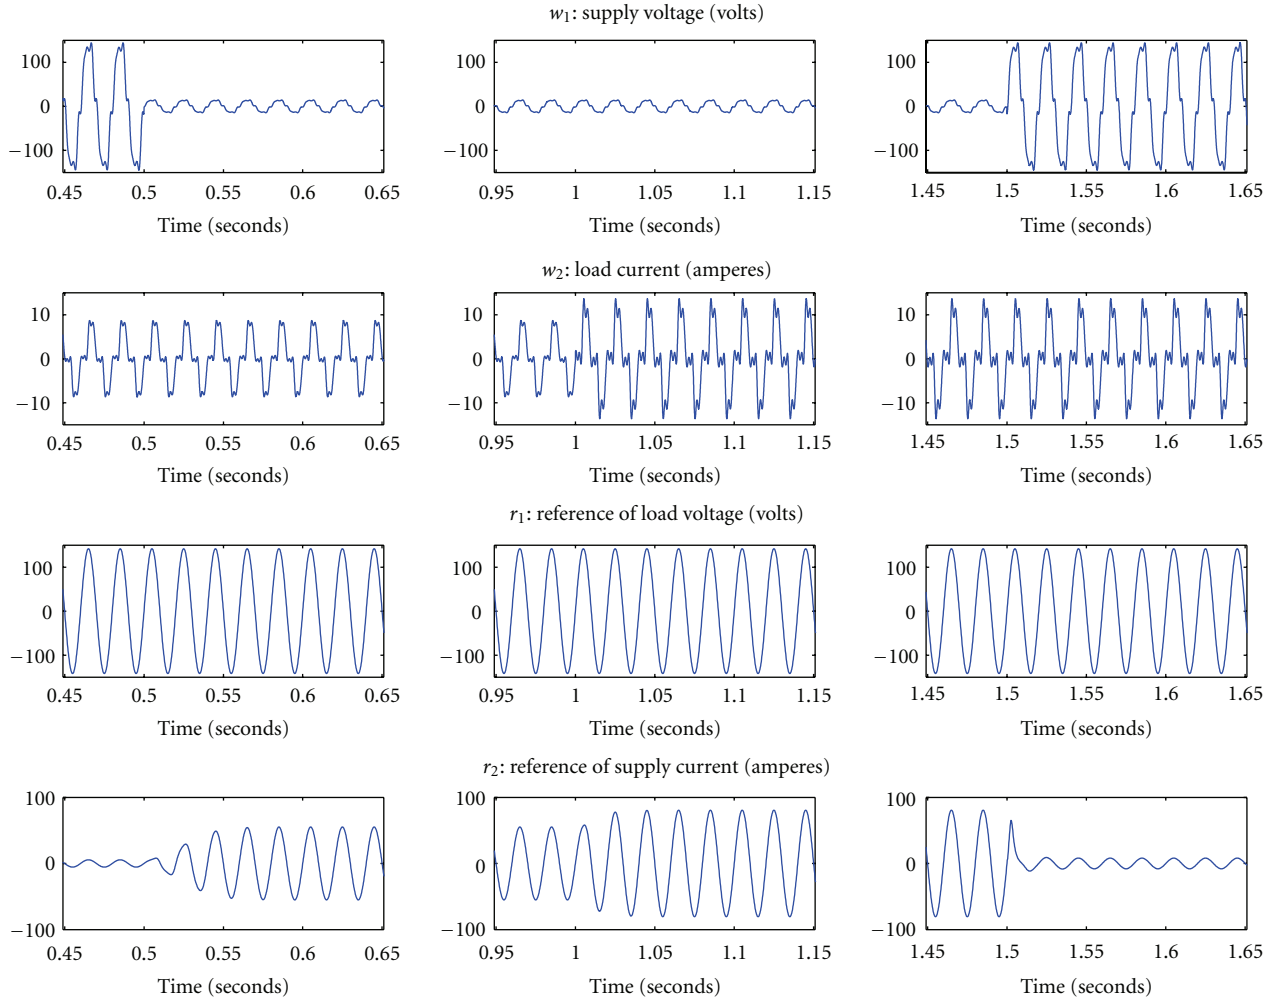 w₁: supply voltage (volts)
100
0
−100
0.45 0.5 0.55 0.6 0.65
Time (seconds)
100
0
−100
0.95 1 1.05 1.1 1.15
Time (seconds)
100
0
−100
1.45 1.5 1.55 1.6 1.65
Time (seconds)
w₂: load current (amperes)
10
0
−10
0.45 0.5 0.55 0.6 0.65
Time (seconds)
10
0
−10
0.95 1 1.05 1.1 1.15
Time (seconds)
10
0
−10
1.45 1.5 1.55 1.6 1.65
Time (seconds)
r₁: reference of load voltage (volts)
100
0
−100
0.45 0.5 0.55 0.6 0.65
Time (seconds)
100
0
−100
0.95 1 1.05 1.1 1.15
Time (seconds)
100
0
−100
1.45 1.5 1.55 1.6 1.65
Time (seconds)
r₂: reference of supply current (amperes)
100
0
−100
0.45 0.5 0.55 0.6 0.65
Time (seconds)
100
0
−100
0.95 1 1.05 1.1 1.15
Time (seconds)
100
0
−100
1.45 1.5 1.55 1.6 1.65
Time (seconds)